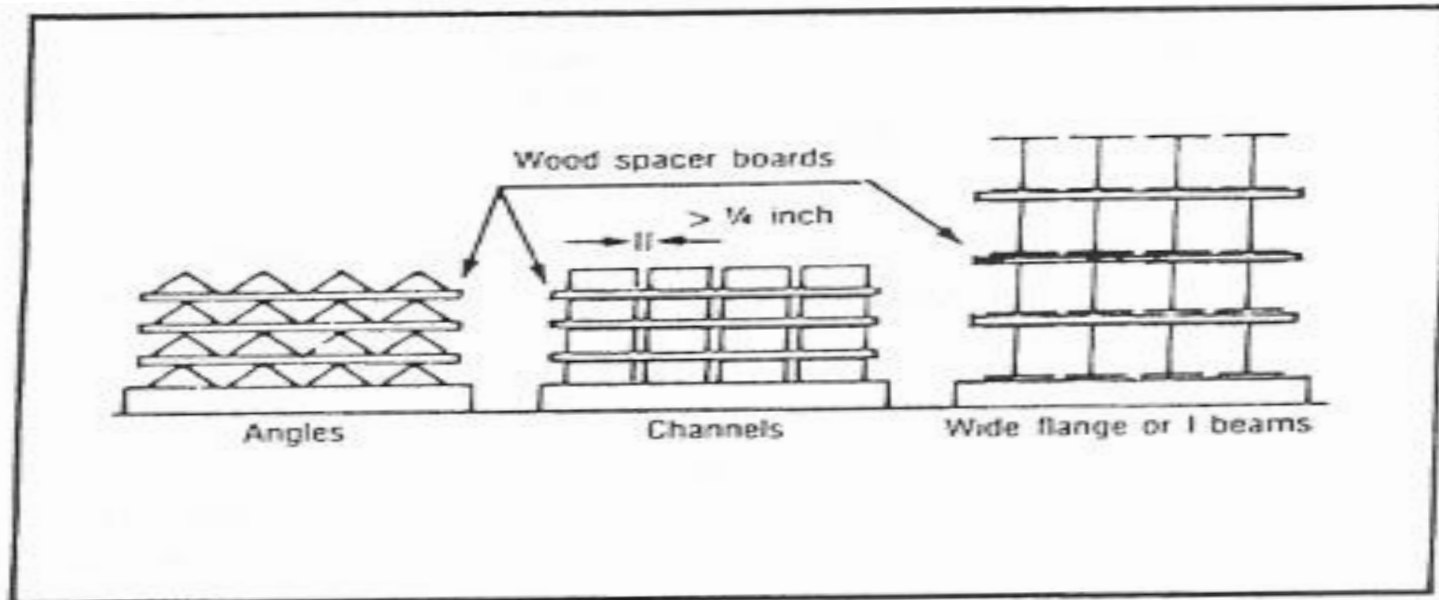 Wood spacer boards
> ¼ inch
Angles
Channels
Wide flange or I beams